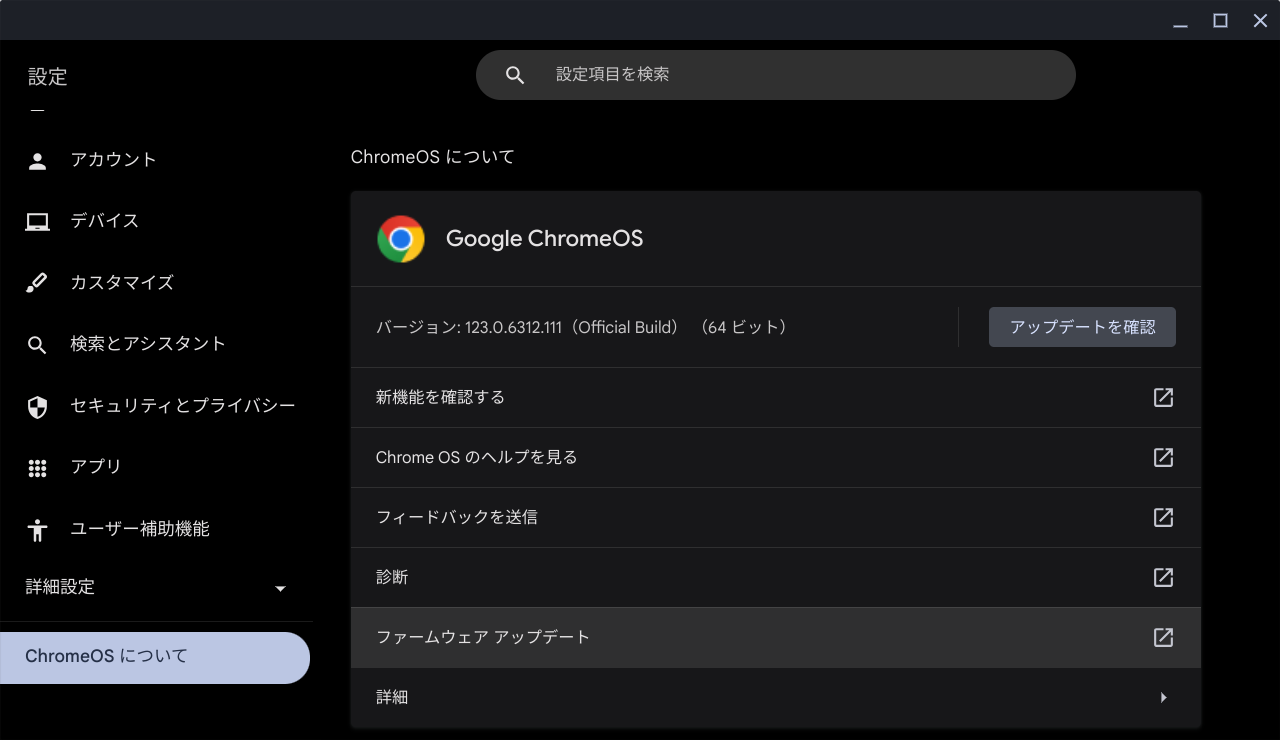 設定
設定項目を検索
アカウント
デバイス
カスタマイズ
検索とアシスタント
セキュリティとプライバシー
アプリ
ユーザー補助機能
詳細設定
ChromeOS について
ChromeOS について
Google ChromeOS
バージョン: 123.0.6312.111（Official Build） （64 ビット）
アップデートを確認
新機能を確認する
Chrome OS のヘルプを見る
フィードバックを送信
診断
ファームウェア アップデート
詳細